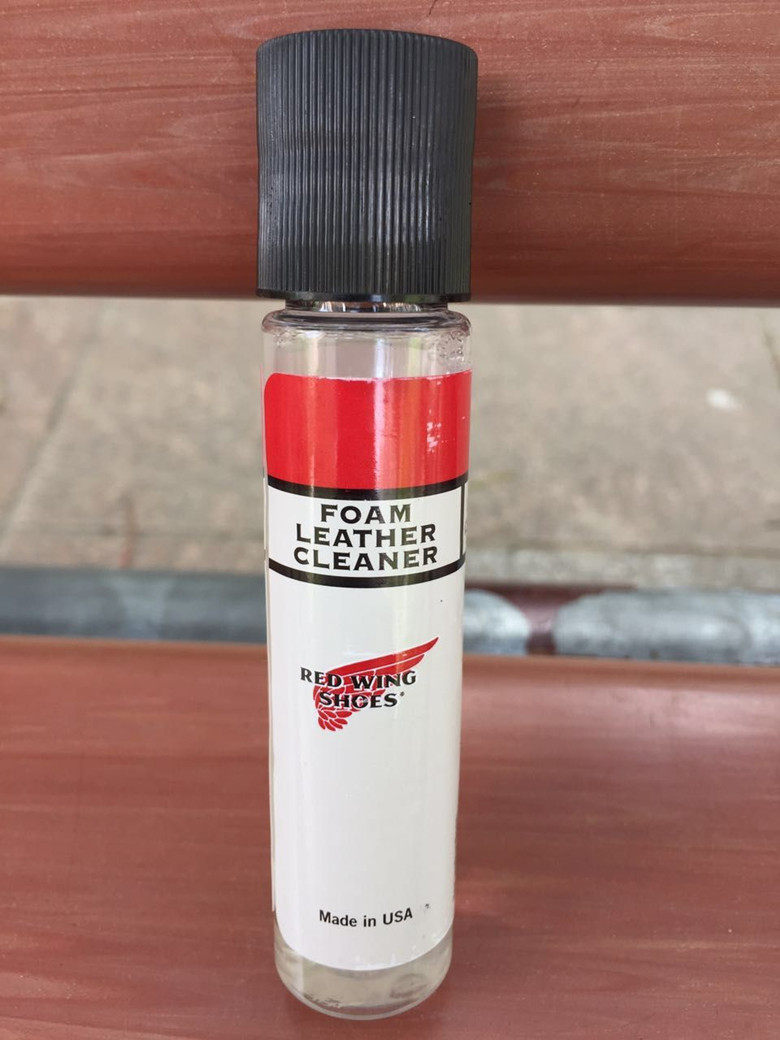 FOAM
LEATHER
CLEANER
RED WING
SHOES®
Made in USA